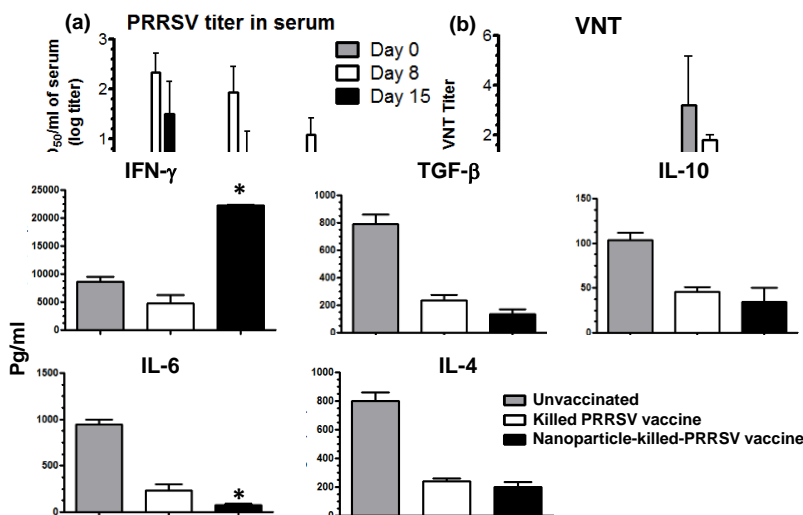 (a) PRRSV titer in serum
3
2
1
50/ml of serum
(log titer)
Day 0
Day 8
Day 15
(b) VNT
6
4
2
VNT Titer
IFN-γ
25000
20000
15000
10000
5000
0
*
TGF-β
1000
800
600
400
200
0
IL-10
150
100
50
0
Pg/ml
IL-6
1500
1000
500
0
*
IL-4
1000
800
600
400
200
0
Unvaccinated
Killed PRRSV vaccine
Nanoparticle-killed-PRRSV vaccine